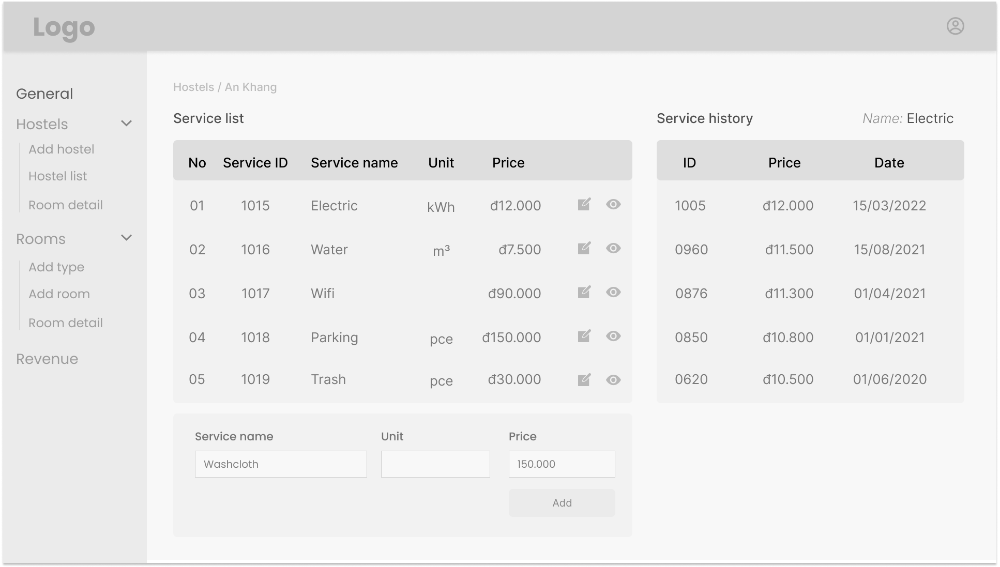 Logo
General
Hostels
Add hostel
Hostel list
Room detail
Rooms
Add type
Add room
Room detail
Revenue
Hostels / An Khang
Service list
No Service ID Service name Unit Price
01 1015 Electric kWh đ12.000
02 1016 Water m³ đ7.500
03 1017 Wifi đ90.000
04 1018 Parking pce đ150.000
05 1019 Trash pce đ30.000
Service name Unit Price
Washcloth 150.000
Add
Service history Name: Electric
ID Price Date
1005 đ12.000 15/03/2022
0960 đ11.500 15/08/2021
0876 đ11.300 01/04/2021
0850 đ10.800 01/01/2021
0620 đ10.500 01/06/2020